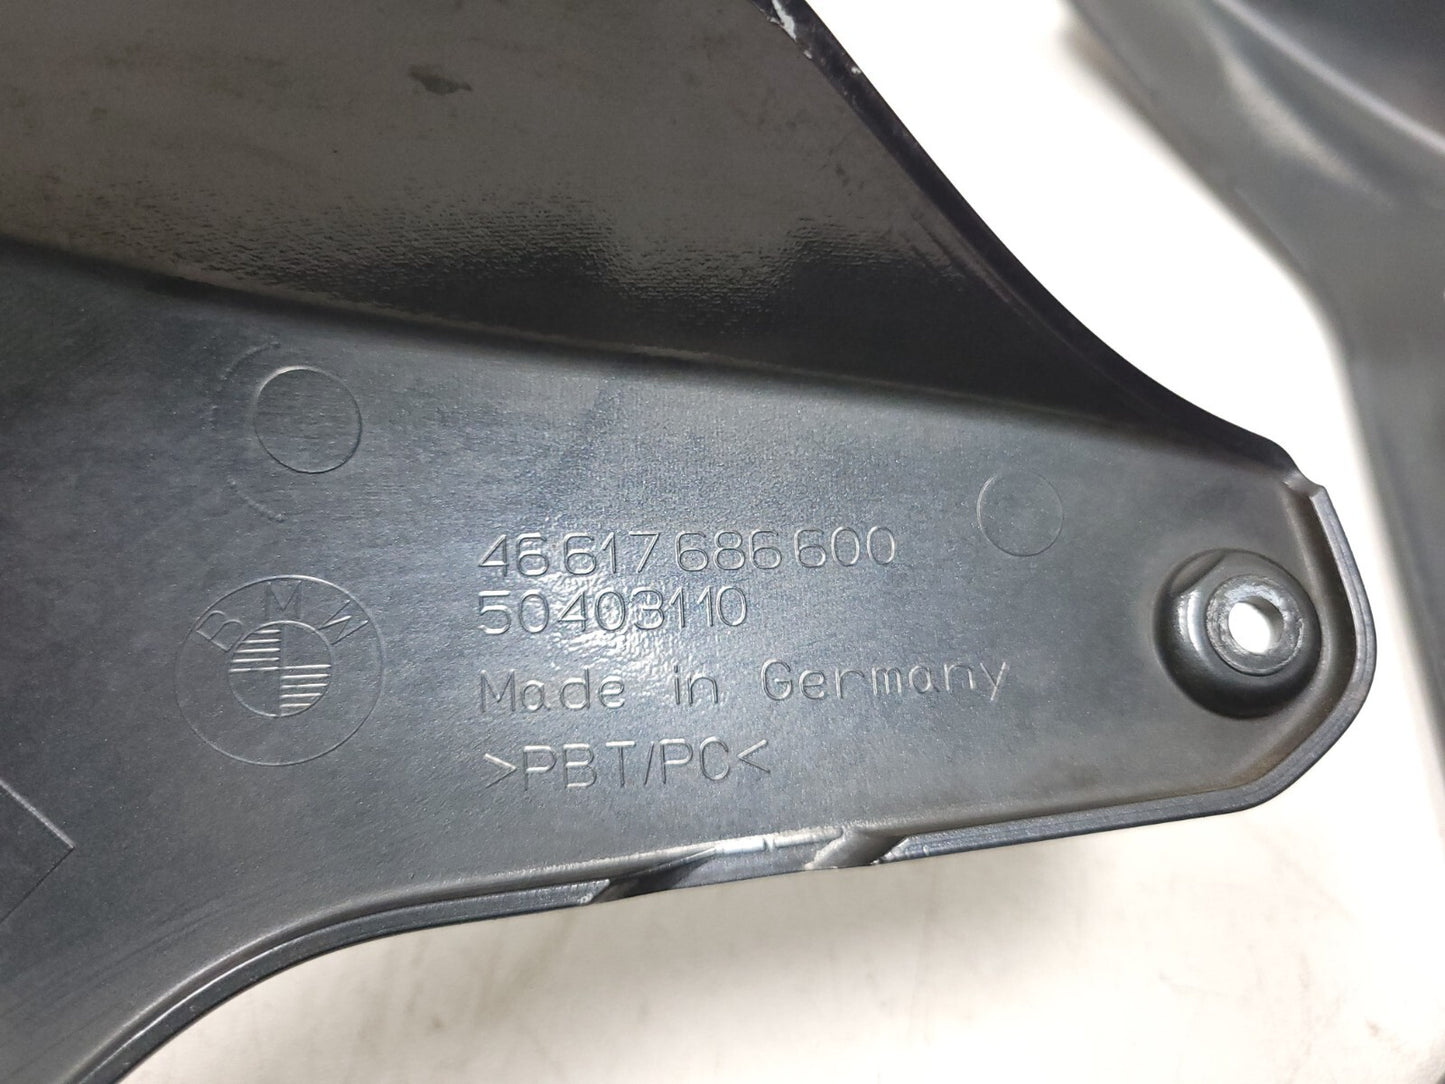 46 617 686 600
50403110
BMW
Made in Germany
>PBT/PC<